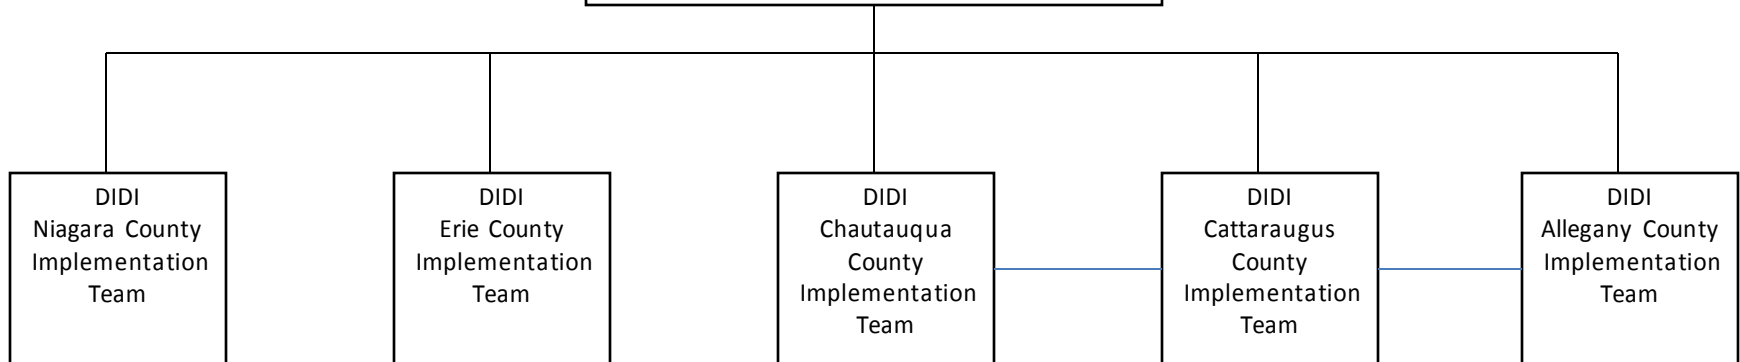 DIDI
Niagara County
Implementation
Team
DIDI
Erie County
Implementation
Team
DIDI
Chautauqua
County
Implementation
Team
DIDI
Cattaraugus
County
Implementation
Team
DIDI
Allegany County
Implementation
Team